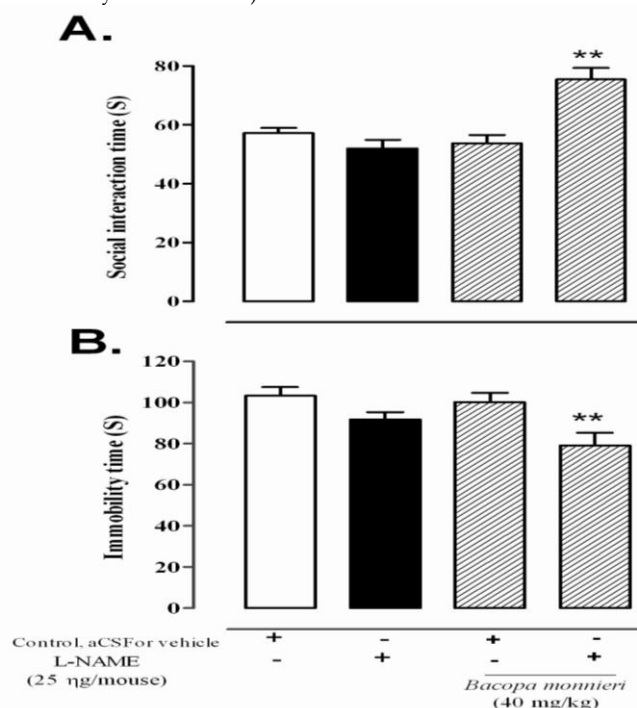 A.
**
80
60
40
20
0
Social interaction time (S)
B.
120
100
80
60
40
20
0
**
Immobility time (S)
Control, aCSFor vehicle + - + -
L-NAME - + - +
(25 ηg/mouse)
Bacopa monnieri
(40 mg/kg)